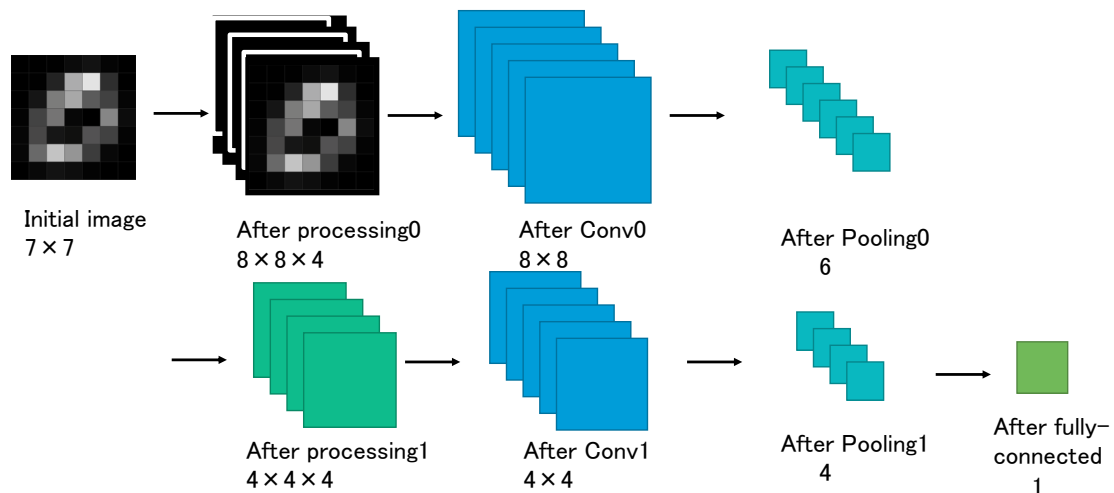 Initial image
7×7
After processing0
8×8×4
After Conv0
8×8
After Pooling0
6
After processing1
4×4×4
After Conv1
4×4
After Pooling1
4
After fully-
connected
1